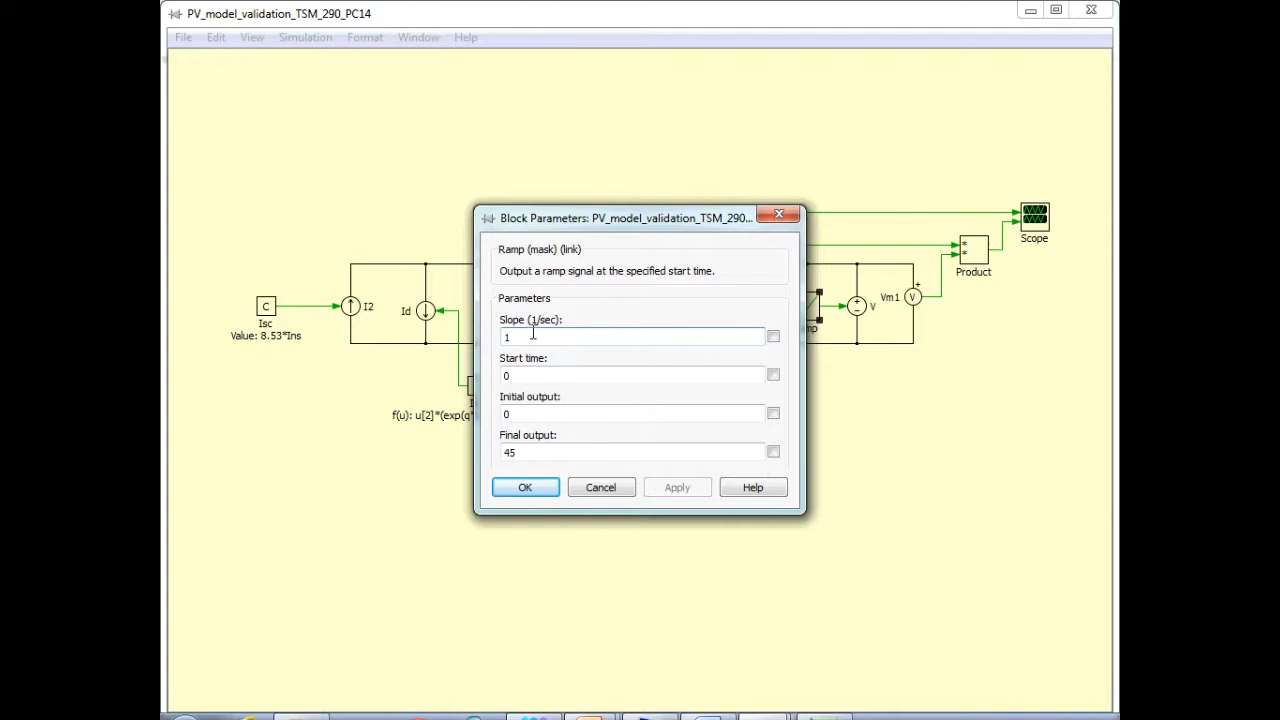 PV_model_validation_TSM_290_PC14
File Edit View Simulation Format Window Help
Block Parameters: PV_model_validation_TSM_290...
Ramp (mask) (link)
Output a ramp signal at the specified start time.
Parameters
Slope (1/sec):
1
Start time:
0
Initial output:
0
Final output:
45
OK Cancel Apply Help
C
Isc
Value: 8.53*Ins
I2
Id
f(u): u[2]*(exp(q*
V
Vm1
V
+
*
*
Product
Scope